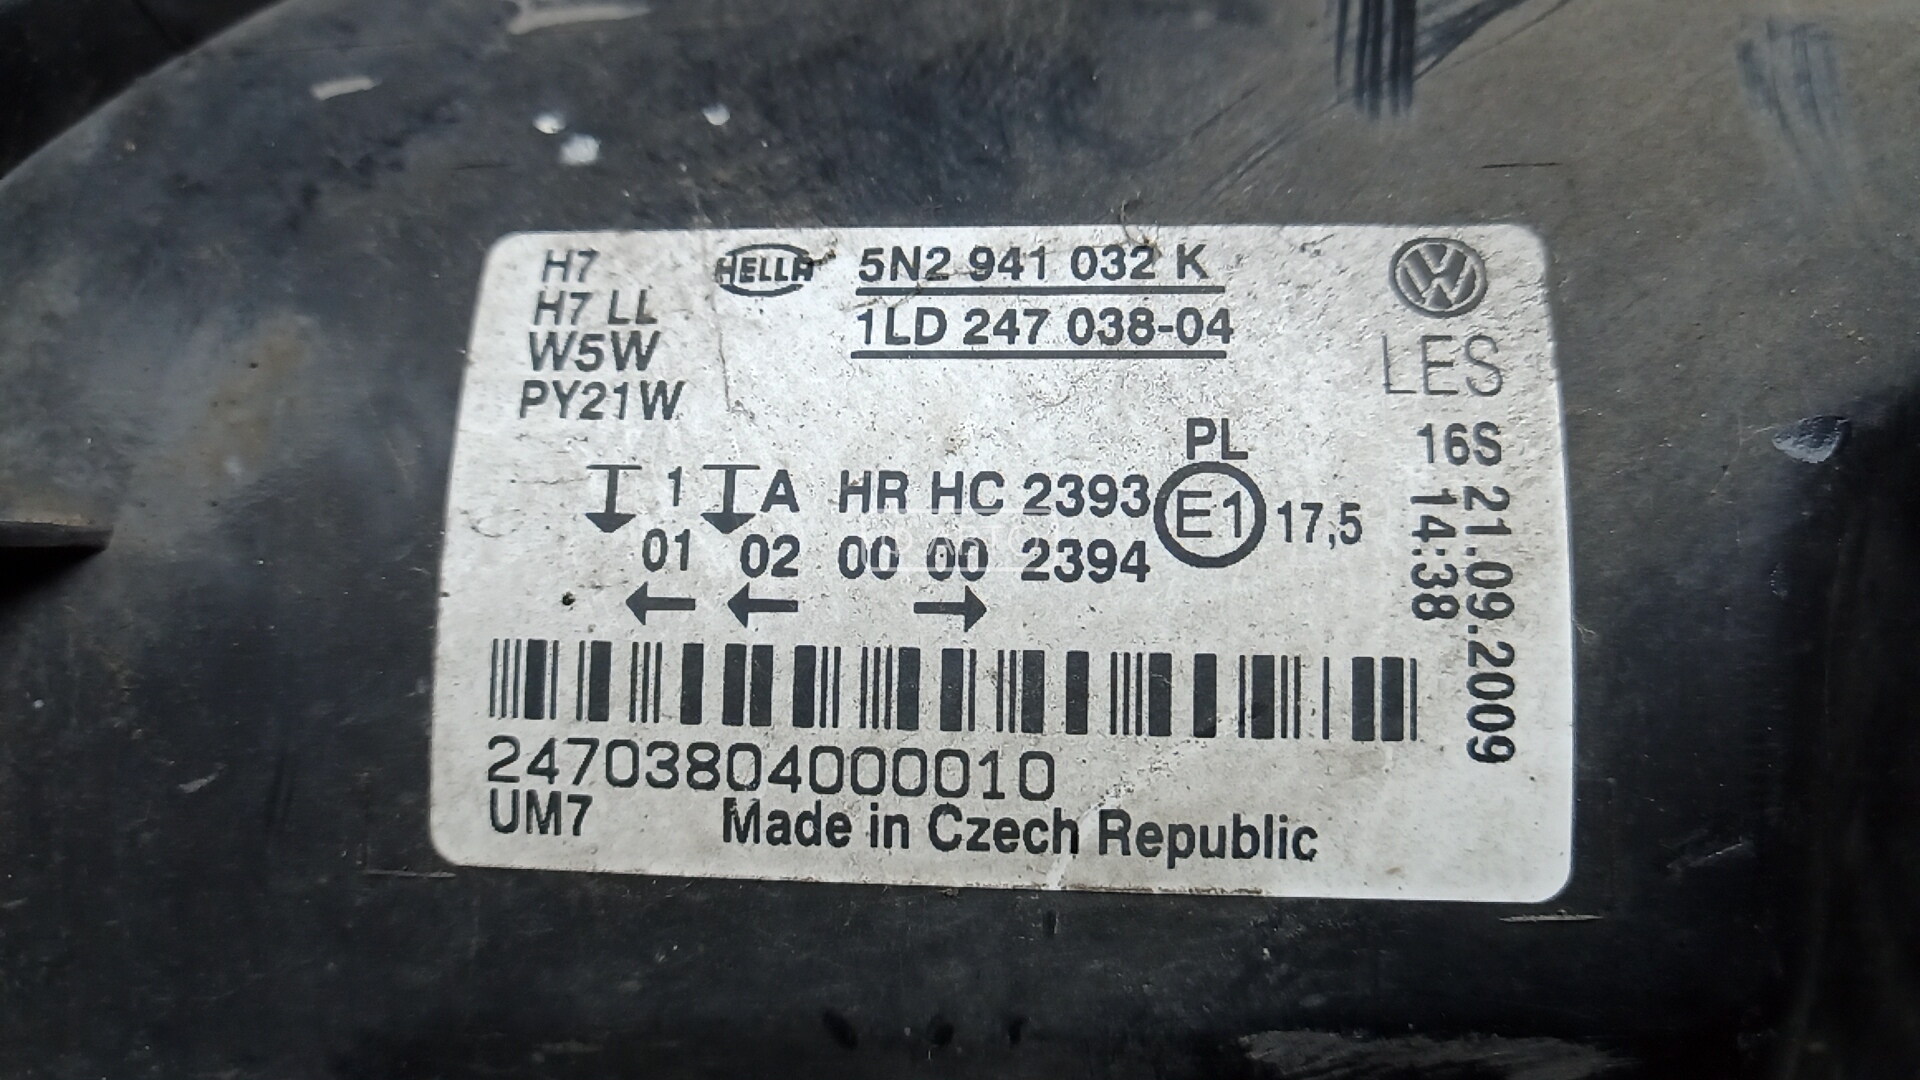 H7
H7 LL
W5W
PY21W
HELLA
5N2 941 032 K
1LD 247 038-04
VW
LES
16S 21.09.2009
14:38
PL
1 A HR HC 2393 E1 17,5
01 02 00 00 2394
24703804000010
UM7 Made in Czech Republic